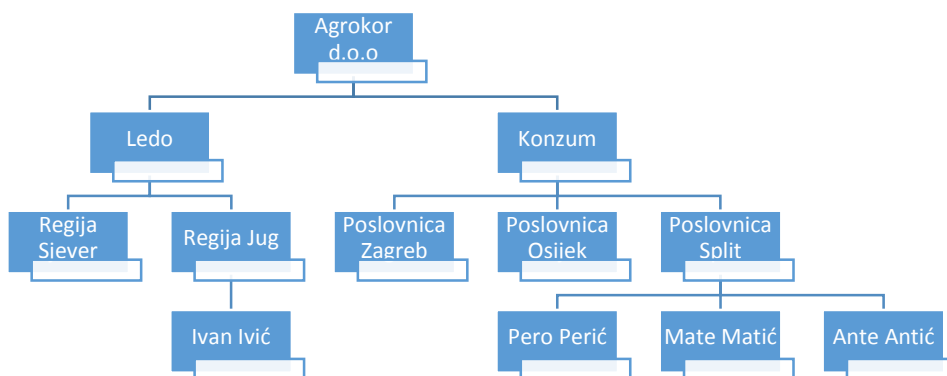 Agrokor
d.o.o
Ledo
Konzum
Regija
Sjever
Regija Jug
Poslovnica
Zagreb
Poslovnica
Osijek
Poslovnica
Split
Ivan Ivić
Pero Perić
Mate Matić
Ante Antić